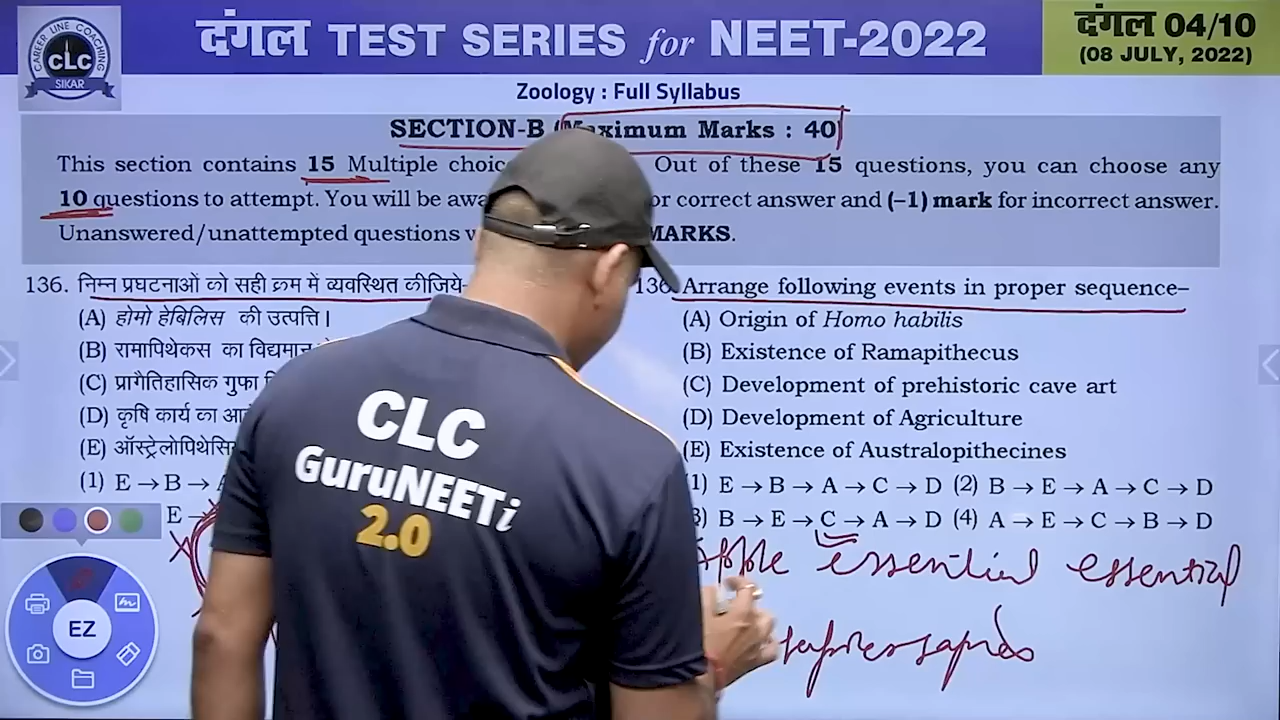 CAREER LINE COACHING
CLC
SIKAR
दंगल TEST SERIES for NEET-2022
दंगल 04/10
(08 JULY, 2022)
Zoology : Full Syllabus
SECTION-B (Maximum Marks : 40)
This section contains 15 Multiple choic Out of these 15 questions, you can choose any
10 questions to attempt. You will be awa or correct answer and (–1) mark for incorrect answer.
Unanswered/unattempted questions MARKS.
136. निम्न प्रघटनाओं को सही क्रम में व्यवस्थित कीजिये–
(A) होमो हेबिलिस की उत्पत्ति।
(B) रामापिथेकस का विद्यमान
(C) प्रागैतिहासिक गुफा
(D) कृषि कार्य का
(E) ऑस्ट्रेलोपिथेसि
(1) E → B →
E →
136 Arrange following events in proper sequence–
(A) Origin of Homo habilis
(B) Existence of Ramapithecus
(C) Development of prehistoric cave art
(D) Development of Agriculture
(E) Existence of Australopithecines
1) E → B → A → C → D (2) B → E → A → C → D
3) B → E → C → A → D (4) A → E → C → B → D
essential essential
CLC
GuruNEETi
2.0
EZ